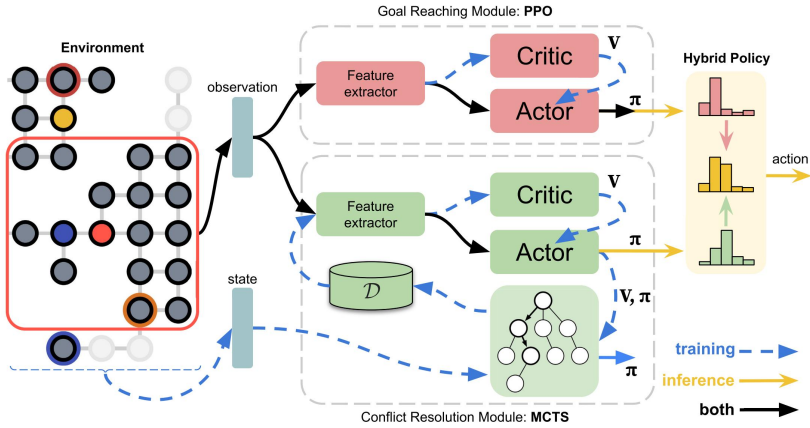 Goal Reaching Module: PPO
Environment
observation
Feature
extractor
Critic
V
Actor
π
Hybrid Policy
action
Feature
extractor
Critic
V
Actor
π
state
𝒟
V, π
π
training
inference
both
Conflict Resolution Module: MCTS